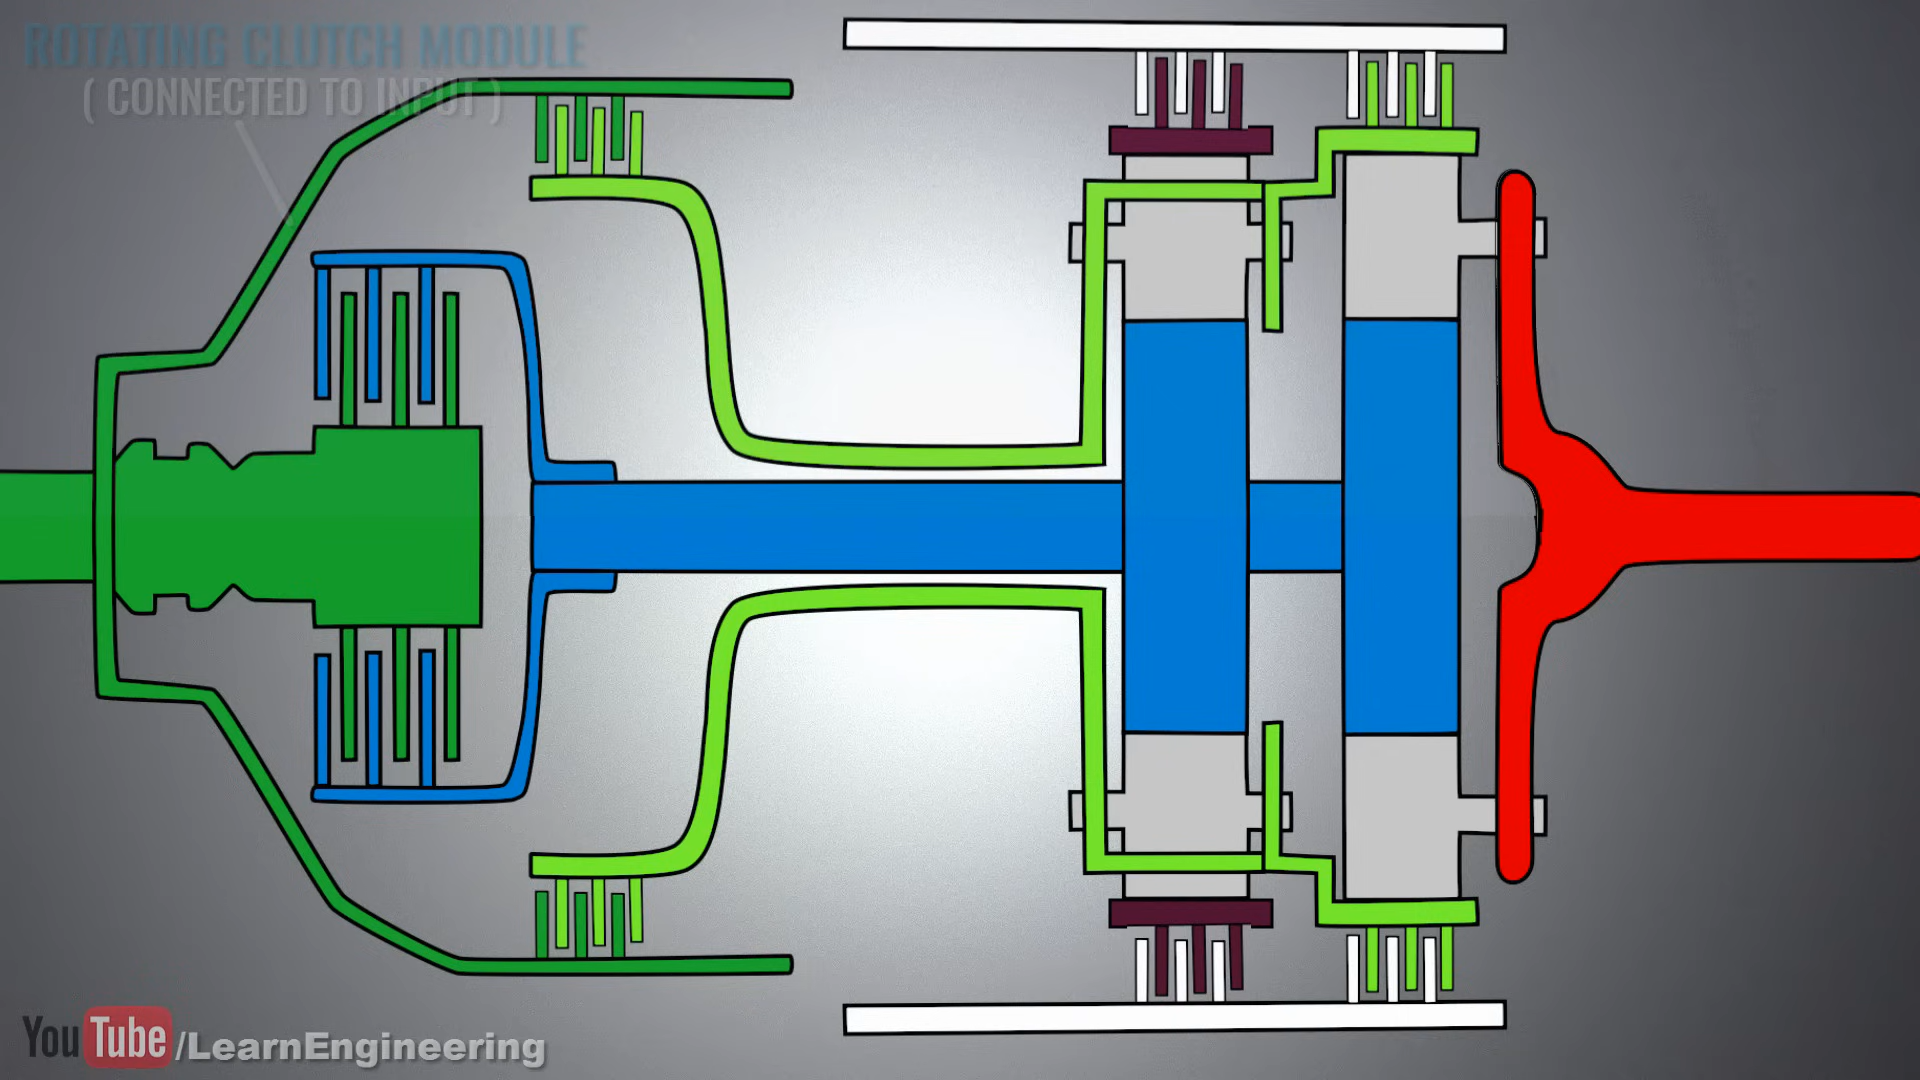 ROTATING CLUTCH MODULE
( CONNECTED TO INPUT )
YouTube/LearnEngineering